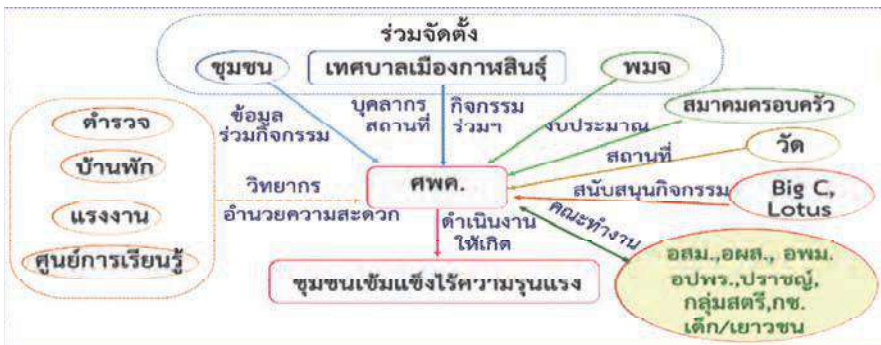 ร่วมจัดตั้ง
ชุมชน
เทศบาลเมืองกาฬสินธุ์
พมจ
ข้อมูล
ร่วมกิจกรรม
บุคลากร
สถานที่
กิจกรรม
ร่วมฯ
งบประมาณ
สมาคมครอบครัว
ตำรวจ
บ้านพัก
แรงงาน
ศูนย์การเรียนรู้
วิทยากร
อำนวยความสะดวก
ศพค.
สถานที่
วัด
สนับสนุนกิจกรรม
Big C,
Lotus
ดำเนินงาน
ให้เกิด
คณะทำงาน
ชุมชนเข้มแข็งไร้ความรุนแรง
อสม.,อผส., อพม.
อปพร.,ปราชญ์,
กลุ่มสตรี,กช.
เด็ก/เยาวชน